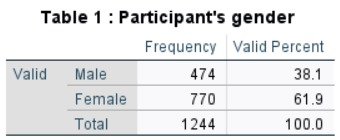 Table 1 : Participant's gender
Frequency Valid Percent
Valid Male 474 38.1
Female 770 61.9
Total 1244 100.0